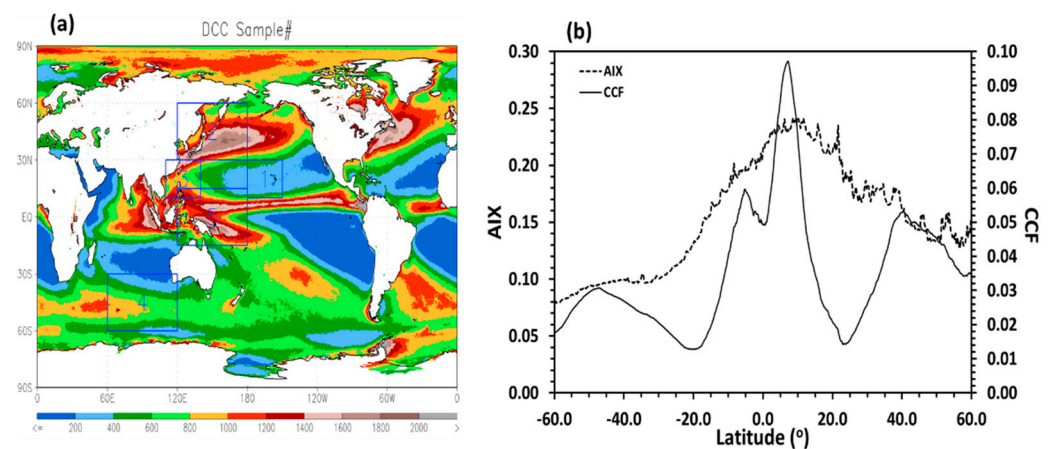 (a)
DCC Sample#
90N
60N
30N
EQ
30S
60S
90S
0 60E 120E 180 120W 60W 0
4
<= 200 400 600 800 1000 1200 1400 1600 1800 2000 >
(b)
AIX
CCF
0.30
0.25
0.20
0.15
0.10
0.05
0.00
AIX
0.10
0.09
0.08
0.07
0.06
0.05
0.04
0.03
0.02
0.01
0.00
CCF
-60.0 -40.0 -20.0 0.0 20.0 40.0 60.0
Latitude (°)